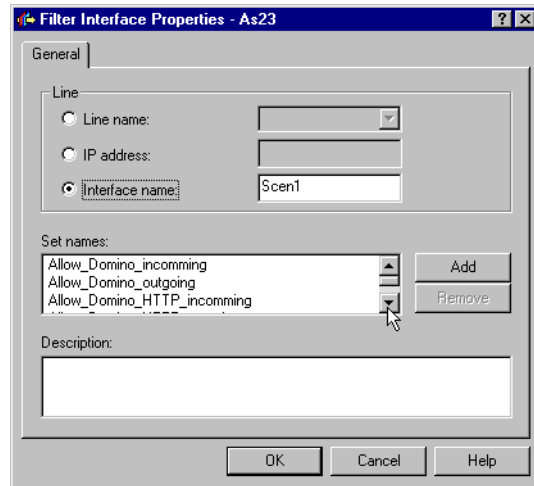 Filter Interface Properties - As23
General
Line
Line name:
IP address:
Interface name: Scen1
Set names:
Allow_Domino_incomming
Allow_Domino_outgoing
Allow_Domino_HTTP_incomming
Add
Remove
Description:
OK Cancel Help